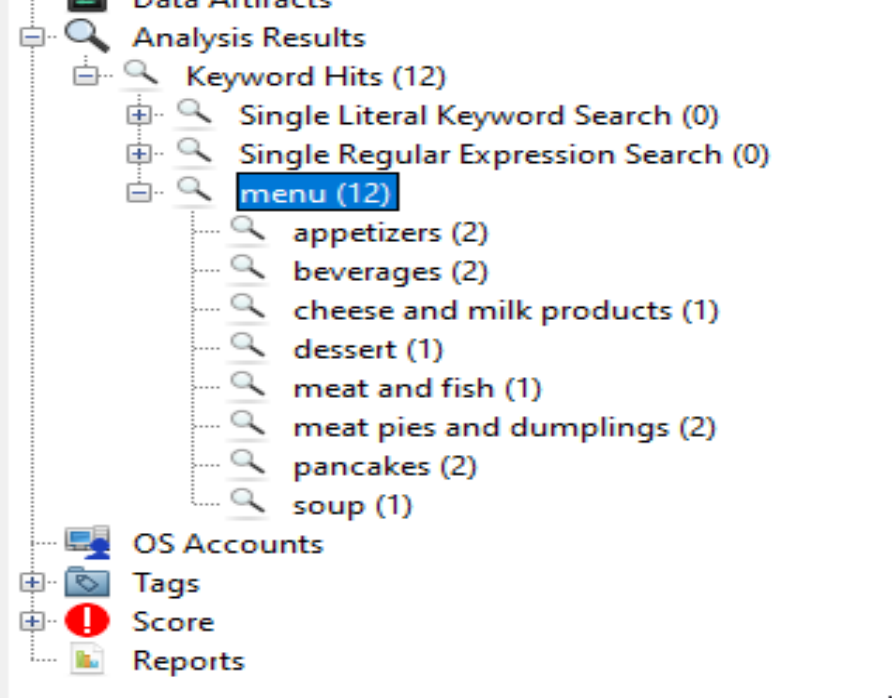 Data Artifacts
Analysis Results
Keyword Hits (12)
Single Literal Keyword Search (0)
Single Regular Expression Search (0)
menu (12)
appetizers (2)
beverages (2)
cheese and milk products (1)
dessert (1)
meat and fish (1)
meat pies and dumplings (2)
pancakes (2)
soup (1)
OS Accounts
Tags
Score
Reports